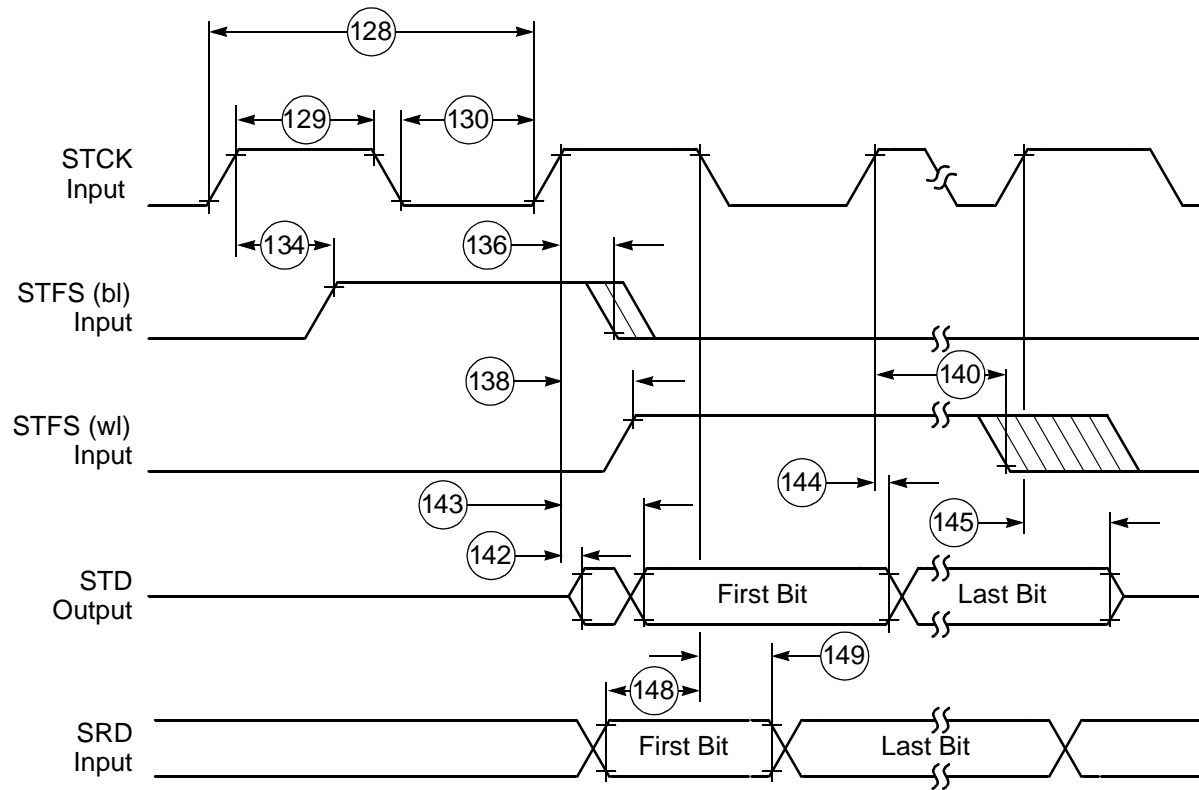 128
129
130
STCK
Input
134
136
STFS (bl)
Input
138
140
STFS (wl)
Input
144
143
145
142
STD
Output
First Bit
Last Bit
149
148
SRD
Input
First Bit
Last Bit